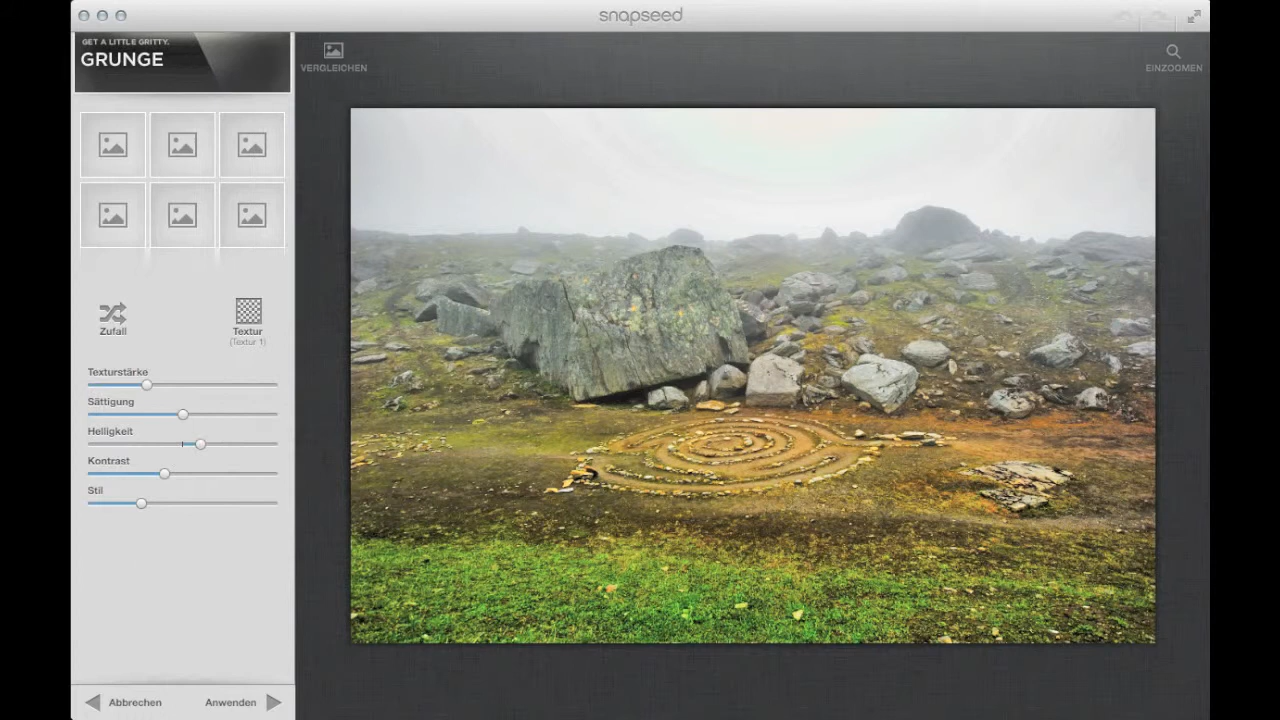 snapseed
GET A LITTLE GRITTY.
GRUNGE
VERGLEICHEN
EINZOOMEN
Zufall
Textur
(Textur 1)
Texturstärke
Sättigung
Helligkeit
Kontrast
Stil
Abbrechen
Anwenden